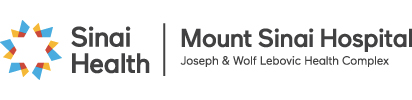 Sinai
Health
Mount Sinai Hospital
Joseph & Wolf Lebovic Health Complex